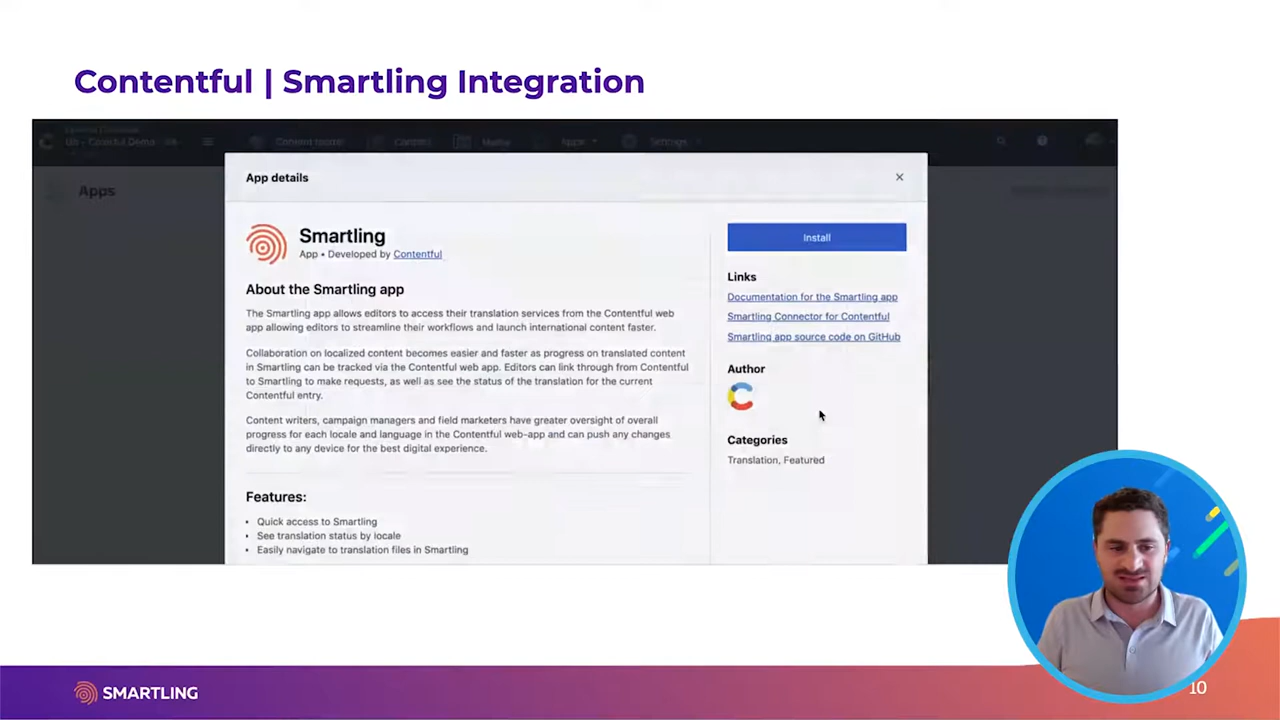 Contentful | Smartling Integration
Content model
Content
Media
Apps
Settings
Apps
App details
Smartling
App • Developed by Contentful
About the Smartling app
The Smartling app allows editors to access their translation services from the Contentful web
app allowing editors to streamline their workflows and launch international content faster.
Collaboration on localized content becomes easier and faster as progress on translated content
in Smartling can be tracked via the Contentful web app. Editors can link through from Contentful
to Smartling to make requests, as well as see the status of the translation for the current
Contentful entry.
Content writers, campaign managers and field marketers have greater oversight of overall
progress for each locale and language in the Contentful web-app and can push any changes
directly to any device for the best digital experience.
Features:
• Quick access to Smartling
• See translation status by locale
• Easily navigate to translation files in Smartling
Install
Links
Documentation for the Smartling app
Smartling Connector for Contentful
Smartling app source code on GitHub
Author
Categories
Translation, Featured
SMARTLING
10